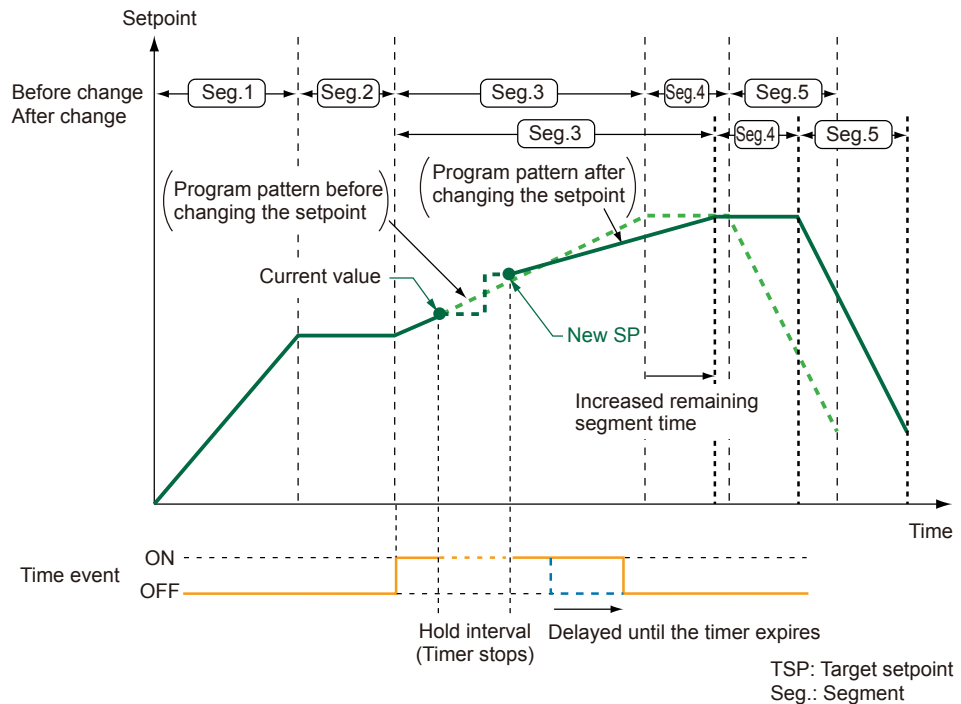 Setpoint
Before change
After change
Seg.1
Seg.2
Seg.3
Seg.4
Seg.5
Seg.3
Seg.4
Seg.5
(Program pattern before
changing the setpoint)
(Program pattern after
changing the setpoint)
Current value
New SP
Increased remaining
segment time
Time
Time event
ON
OFF
Hold interval
(Timer stops)
Delayed until the timer expires
TSP: Target setpoint
Seg.: Segment